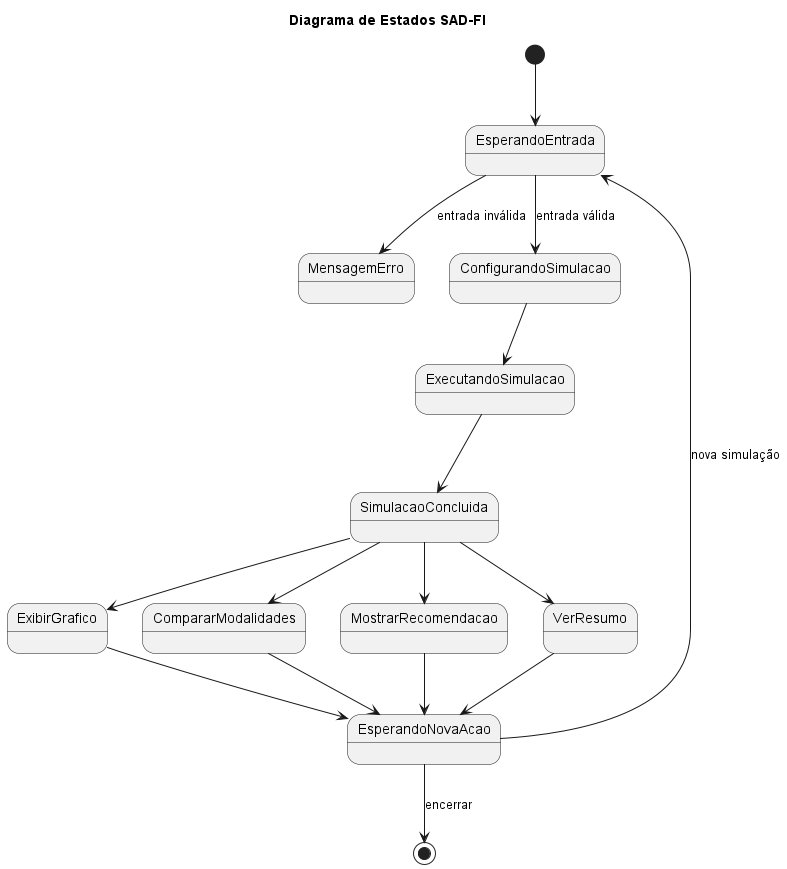 Diagrama de Estados SAD-FI
EsperandoEntrada
entrada inválida
entrada válida
MensagemErro
ConfigurandoSimulacao
ExecutandoSimulacao
nova simulação
SimulacaoConcluida
ExibirGrafico
CompararModalidades
MostrarRecomendacao
VerResumo
EsperandoNovaAcao
encerrar